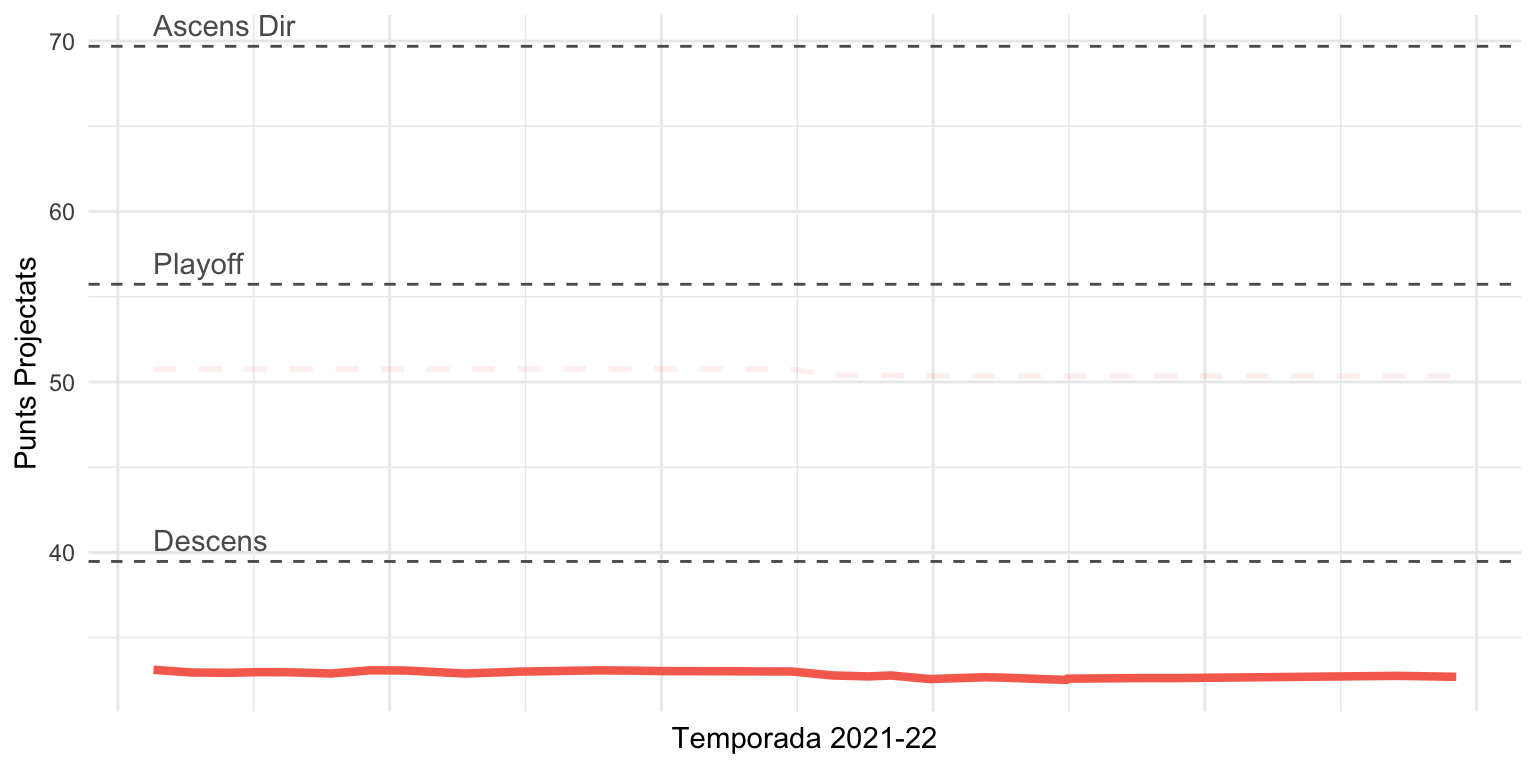 Ascens Dir
70
60
Playoff
50
Descens
40
Punts Projectats
Temporada 2021-22